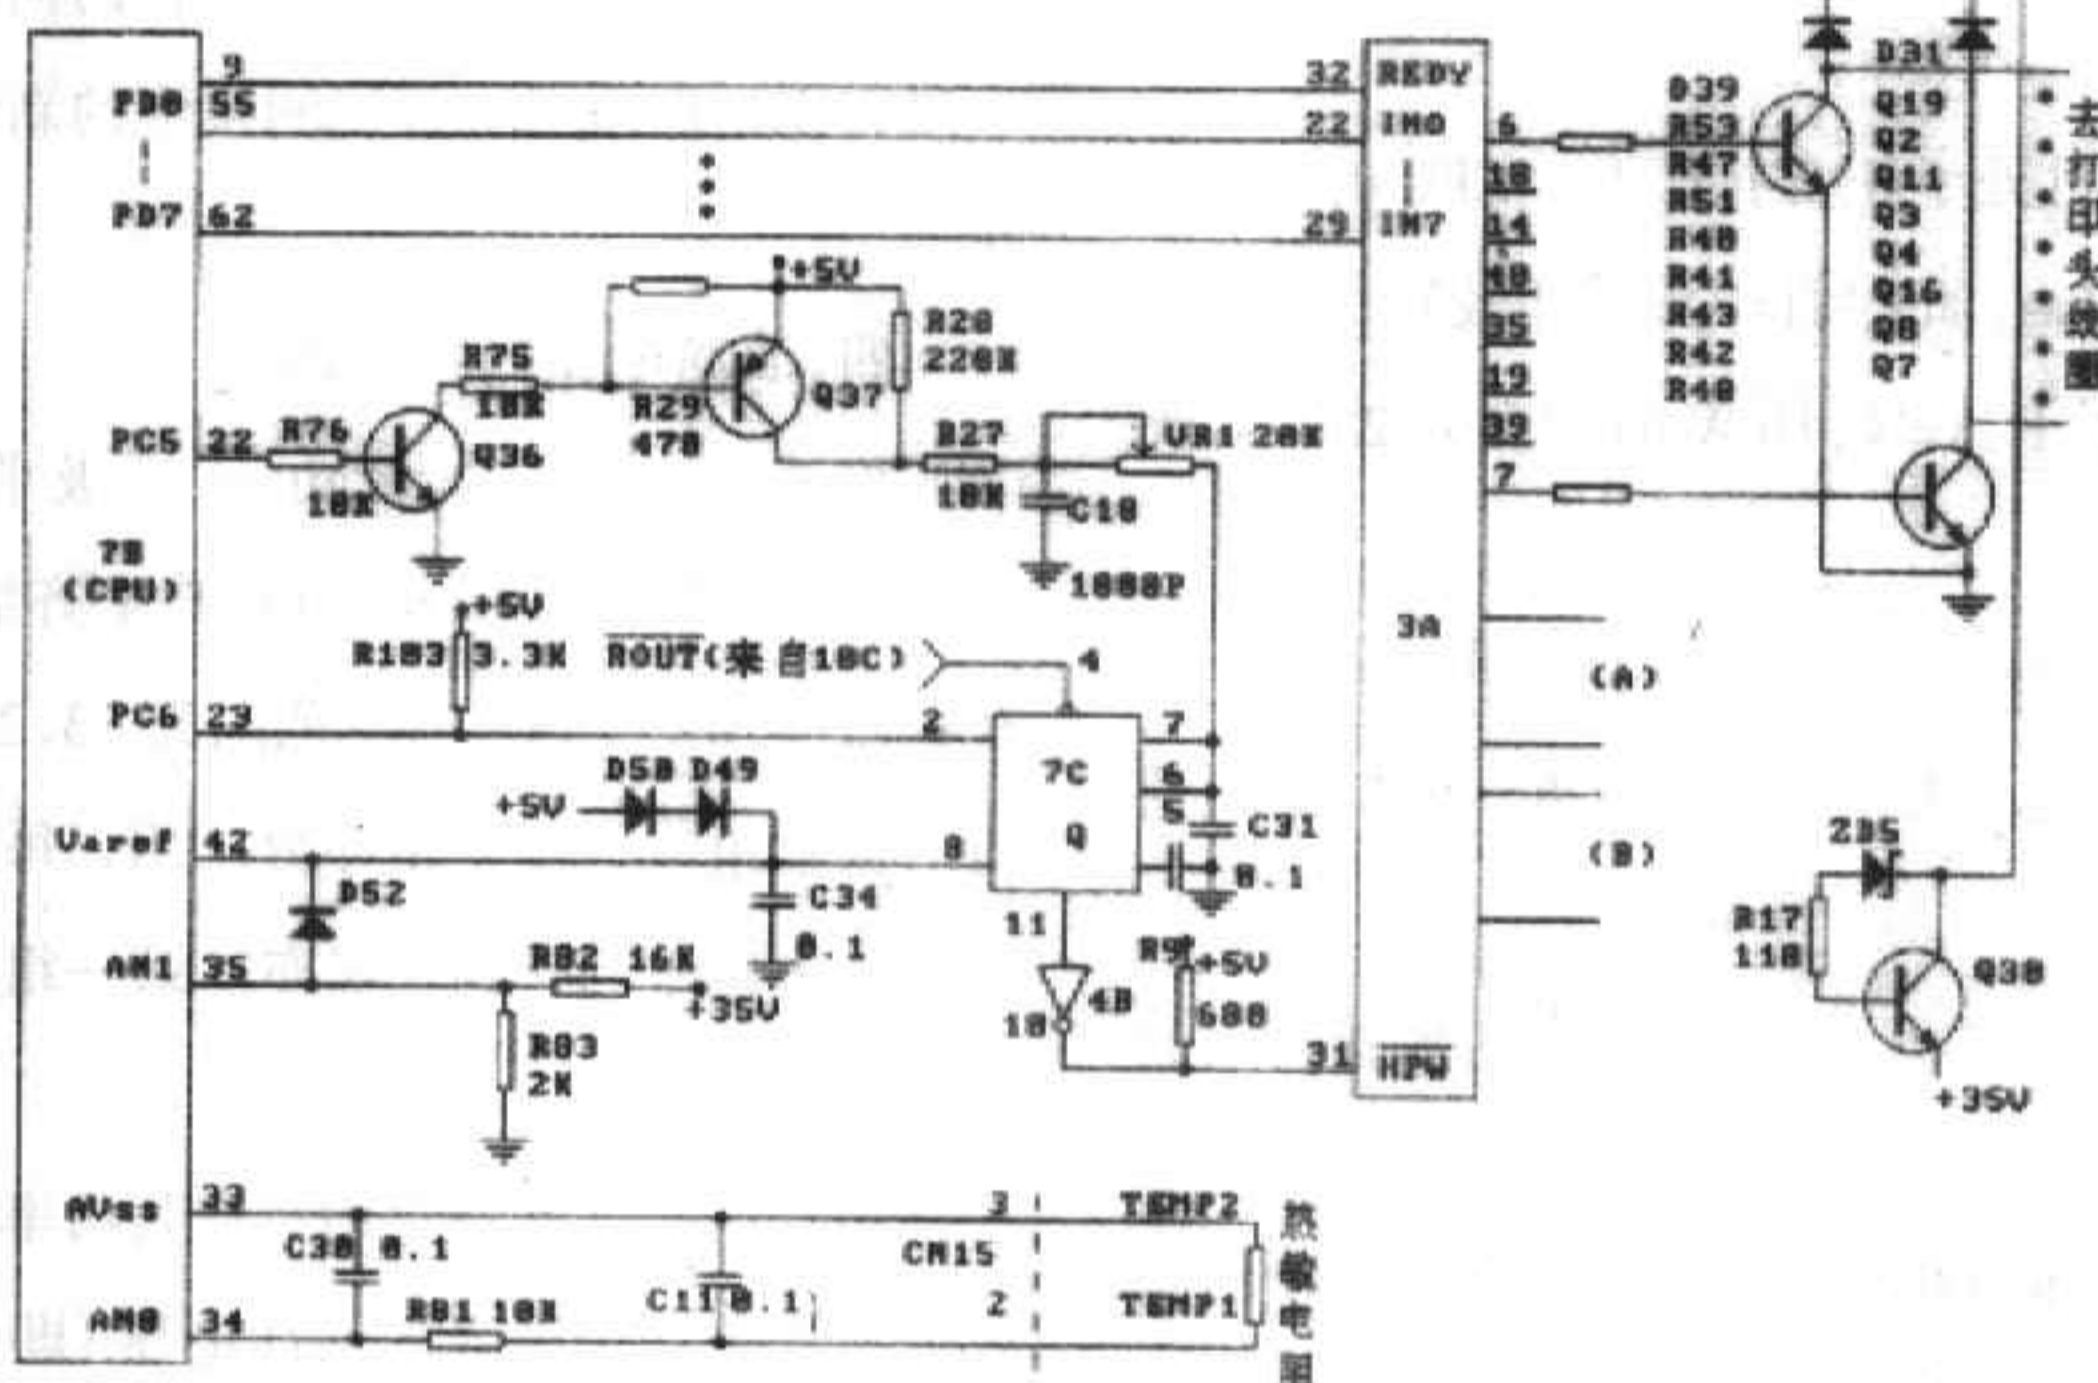 9
PD0 55
PD7 62
32 REDY
22 IN0
29 IN7
6
18
14
40
35
19
39
7
D39
R53
R47
R51
R40
R41
R43
R42
R48
D31
Q19
Q2
Q11
Q3
Q4
Q16
Q8
Q7
去打印头线圈
+5V
R28
220K
R75
10K
R29
470
Q37
PC5 22
R76
10K
Q36
R27
10K
VR1 20K
C18
1000P
7B
(CPU)
+5V
R103 3.3K
ROUT(来自10C)
4
3A
(A)
(B)
PC6 23
2
7
7C
6
5
Q
C31
0.1
D50 D49
+5V
Varef 42
8
D52
C34
0.1
11
AN1 35
R82 16K
+35V
R83
2K
4B
10
+5V
680
31 HPW
ZD5
R17
110
Q38
+35V
AVss 33
3
TEMP2
C30 0.1
CN15
C11 0.1
2
TEMP1
AN0 34
R81 10K
热敏电阻